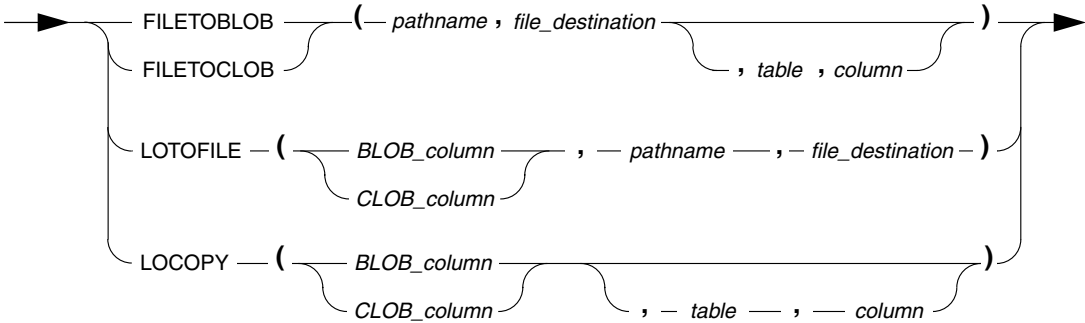 FILETOBLOB ( pathname , file_destination )
FILETOCLOB , table , column
LOTOFILE ( BLOB_column , pathname , file_destination )
CLOB_column
LOCOPY ( BLOB_column )
CLOB_column , table , column